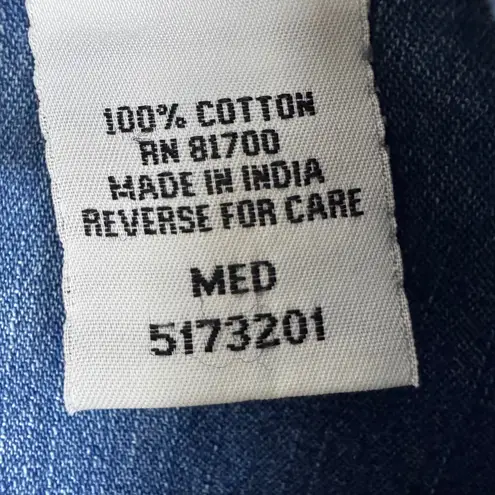 100% COTTON
RN 81700
MADE IN INDIA
REVERSE FOR CARE
MED
5173201